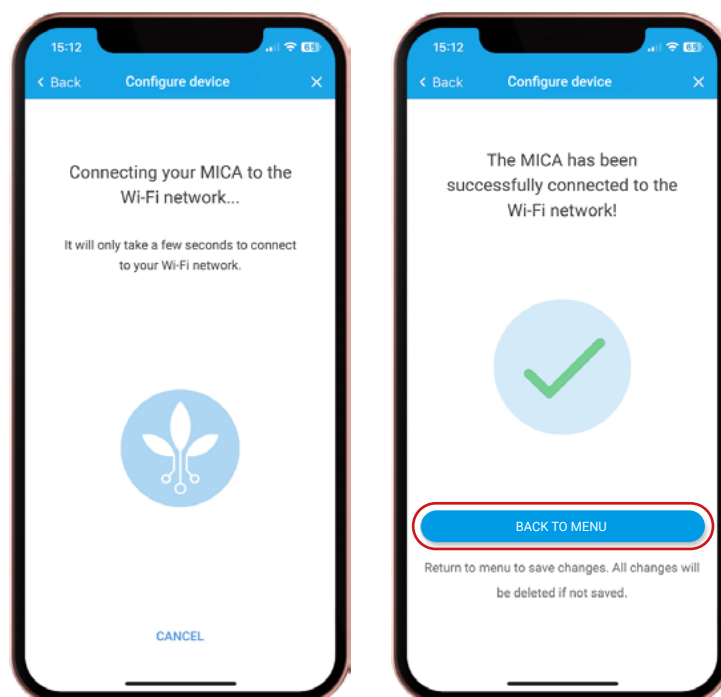 15:12
65
Back
Configure device
Connecting your MICA to the
Wi-Fi network...
It will only take a few seconds to connect
to your Wi-Fi network.
CANCEL
15:12
65
Back
Configure device
The MICA has been
successfully connected to the
Wi-Fi network!
BACK TO MENU
Return to menu to save changes. All changes will
be deleted if not saved.